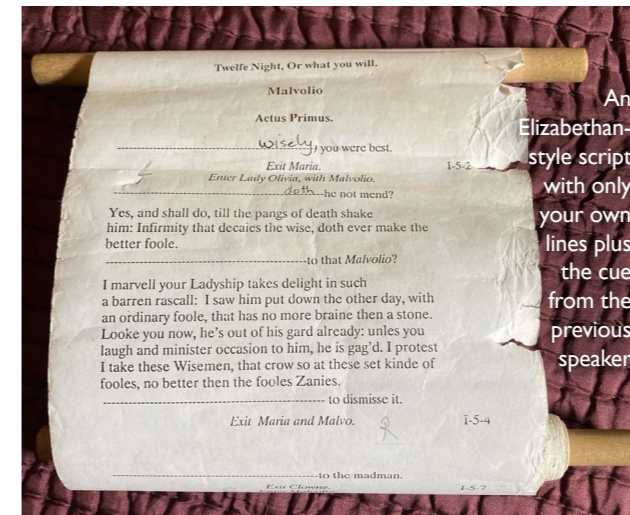 Twelfe Night, Or what you will.
Malvolio
Actus Primus.
wisely, you were best.
Exit Maria. 1-5-2
Enter Lady Olivia, with Malvolio.
doth he not mend?
Yes, and shall do, till the pangs of death shake
him: Infirmity that decaies the wise, doth ever make the
better foole.
to that Malvolio?
I marvell your Ladyship takes delight in such
a barren rascall: I saw him put down the other day, with
an ordinary foole, that has no more braine then a stone.
Looke you now, he's out of his gard already: unles you
laugh and minister occasion to him, he is gag'd. I protest
I take these Wisemen, that crow so at these set kinde of
fooles, no better then the fooles Zanies.
to dismisse it.
Exit Maria and Malvo. R 1-5-4
to the madman.
Exit Clowne. 1-5-7
An
Elizabethan-
style script
with only
your own
lines plus
the cue
from the
previous
speaker